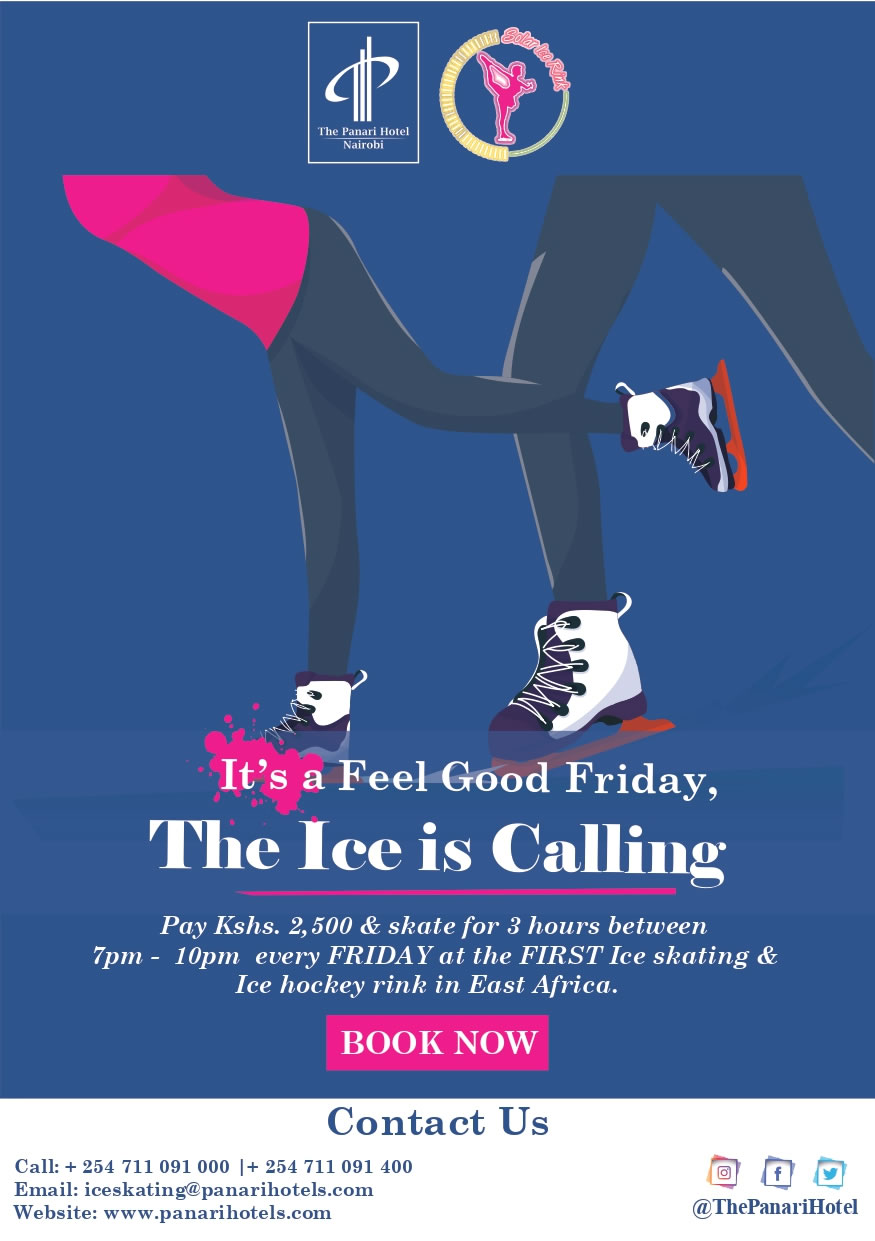 The Panari Hotel
Nairobi
Solar Ice Rink
It's a Feel Good Friday,
The Ice is Calling
Pay Kshs. 2,500 & skate for 3 hours between
7pm - 10pm every FRIDAY at the FIRST Ice skating &
Ice hockey rink in East Africa.
BOOK NOW
Contact Us
Call: + 254 711 091 000 |+ 254 711 091 400
Email: iceskating@panarihotels.com
Website: www.panarihotels.com
@ThePanariHotel